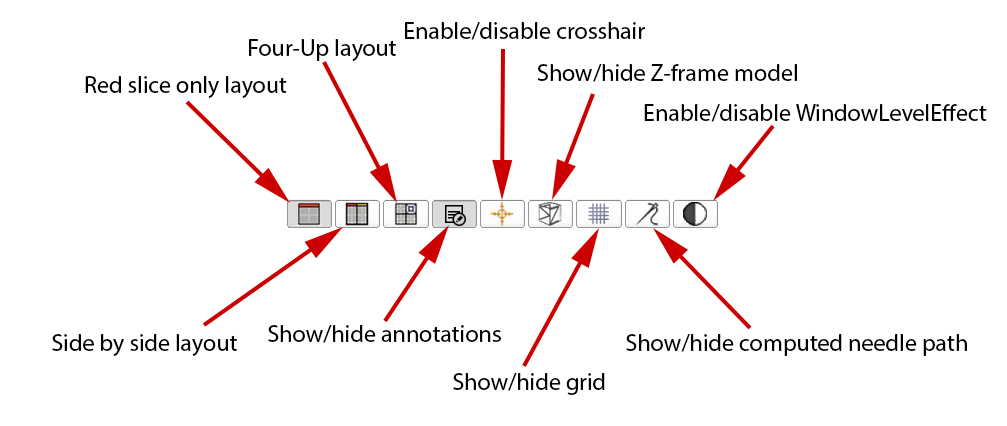 Enable/disable crosshair
Four-Up layout
Show/hide Z-frame model
Red slice only layout
Enable/disable WindowLevelEffect
Side by side layout
Show/hide annotations
Show/hide computed needle path
Show/hide grid